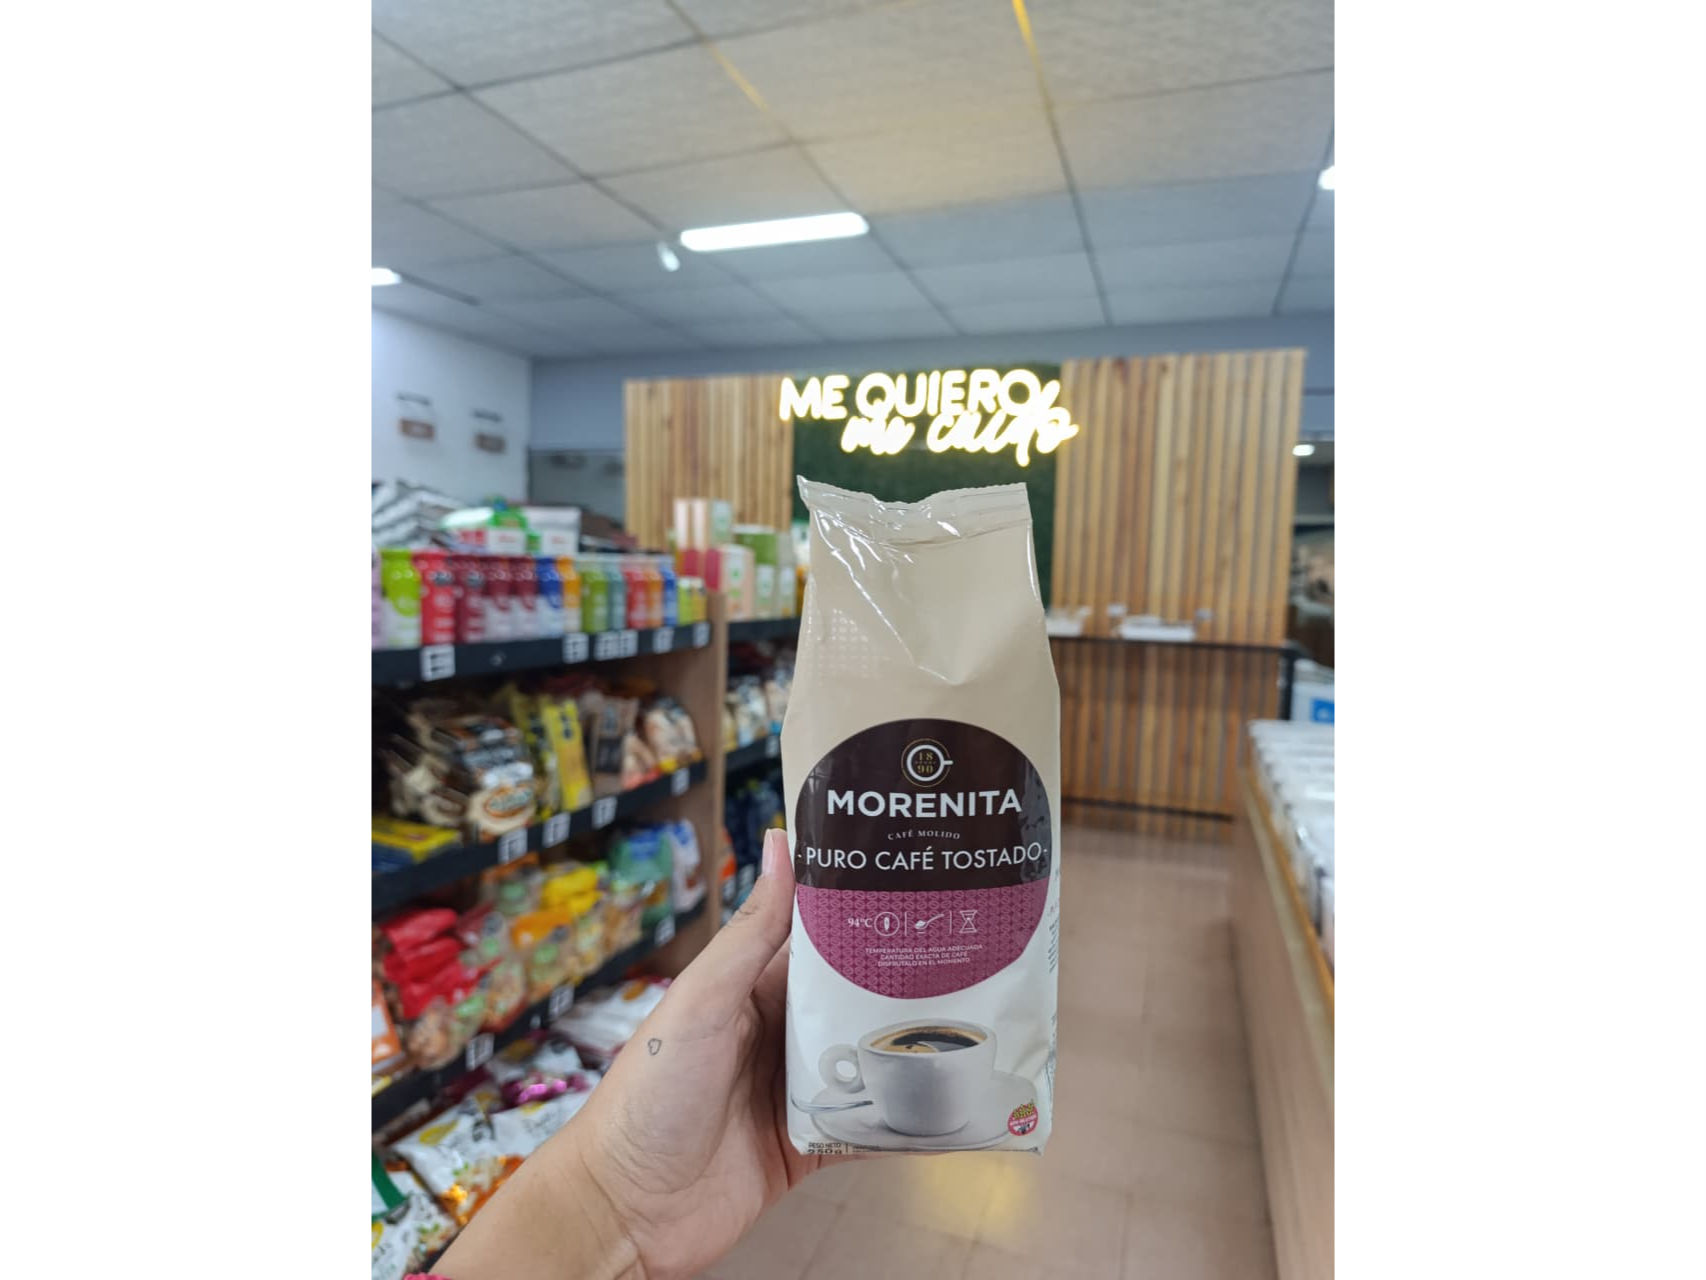 ME QUIERO,
me cuido
18
90
MORENITA
CAFÉ MOLIDO
- PURO CAFÉ TOSTADO -
94°C
TEMPERATURA DEL AGUA ADECUADA
CANTIDAD EXACTA DE CAFÉ
DISFRUTALO EN EL MOMENTO
PESO NETO
250g